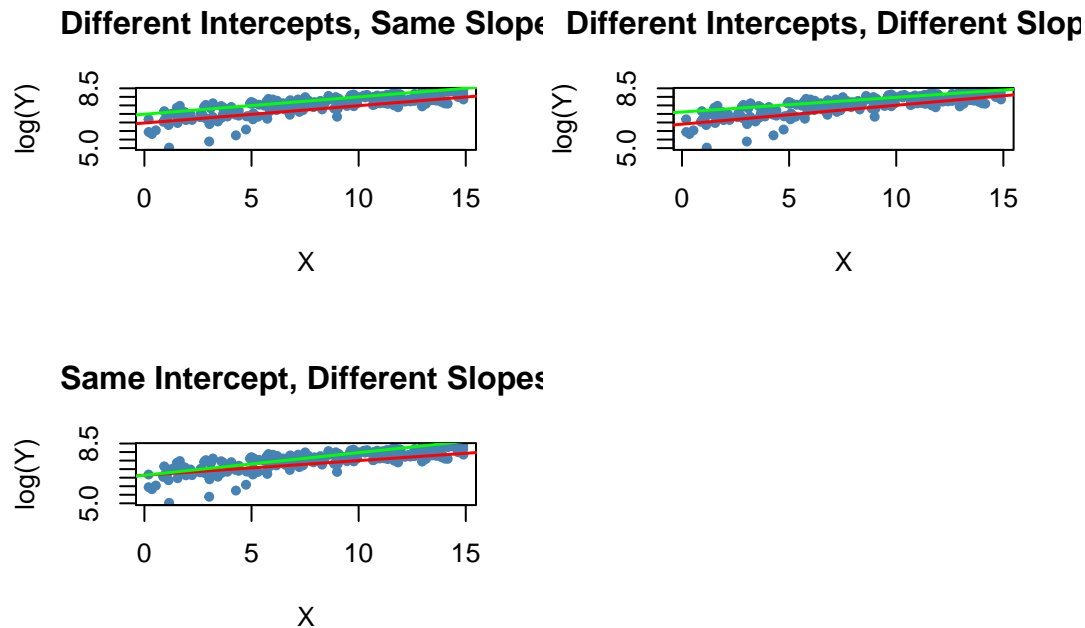 Different Intercepts, Same Slope
8.5
5.0
log(Y)
0 5 10 15
X
Different Intercepts, Different Slop
8.5
5.0
log(Y)
0 5 10 15
X
Same Intercept, Different Slopes
8.5
5.0
log(Y)
0 5 10 15
X